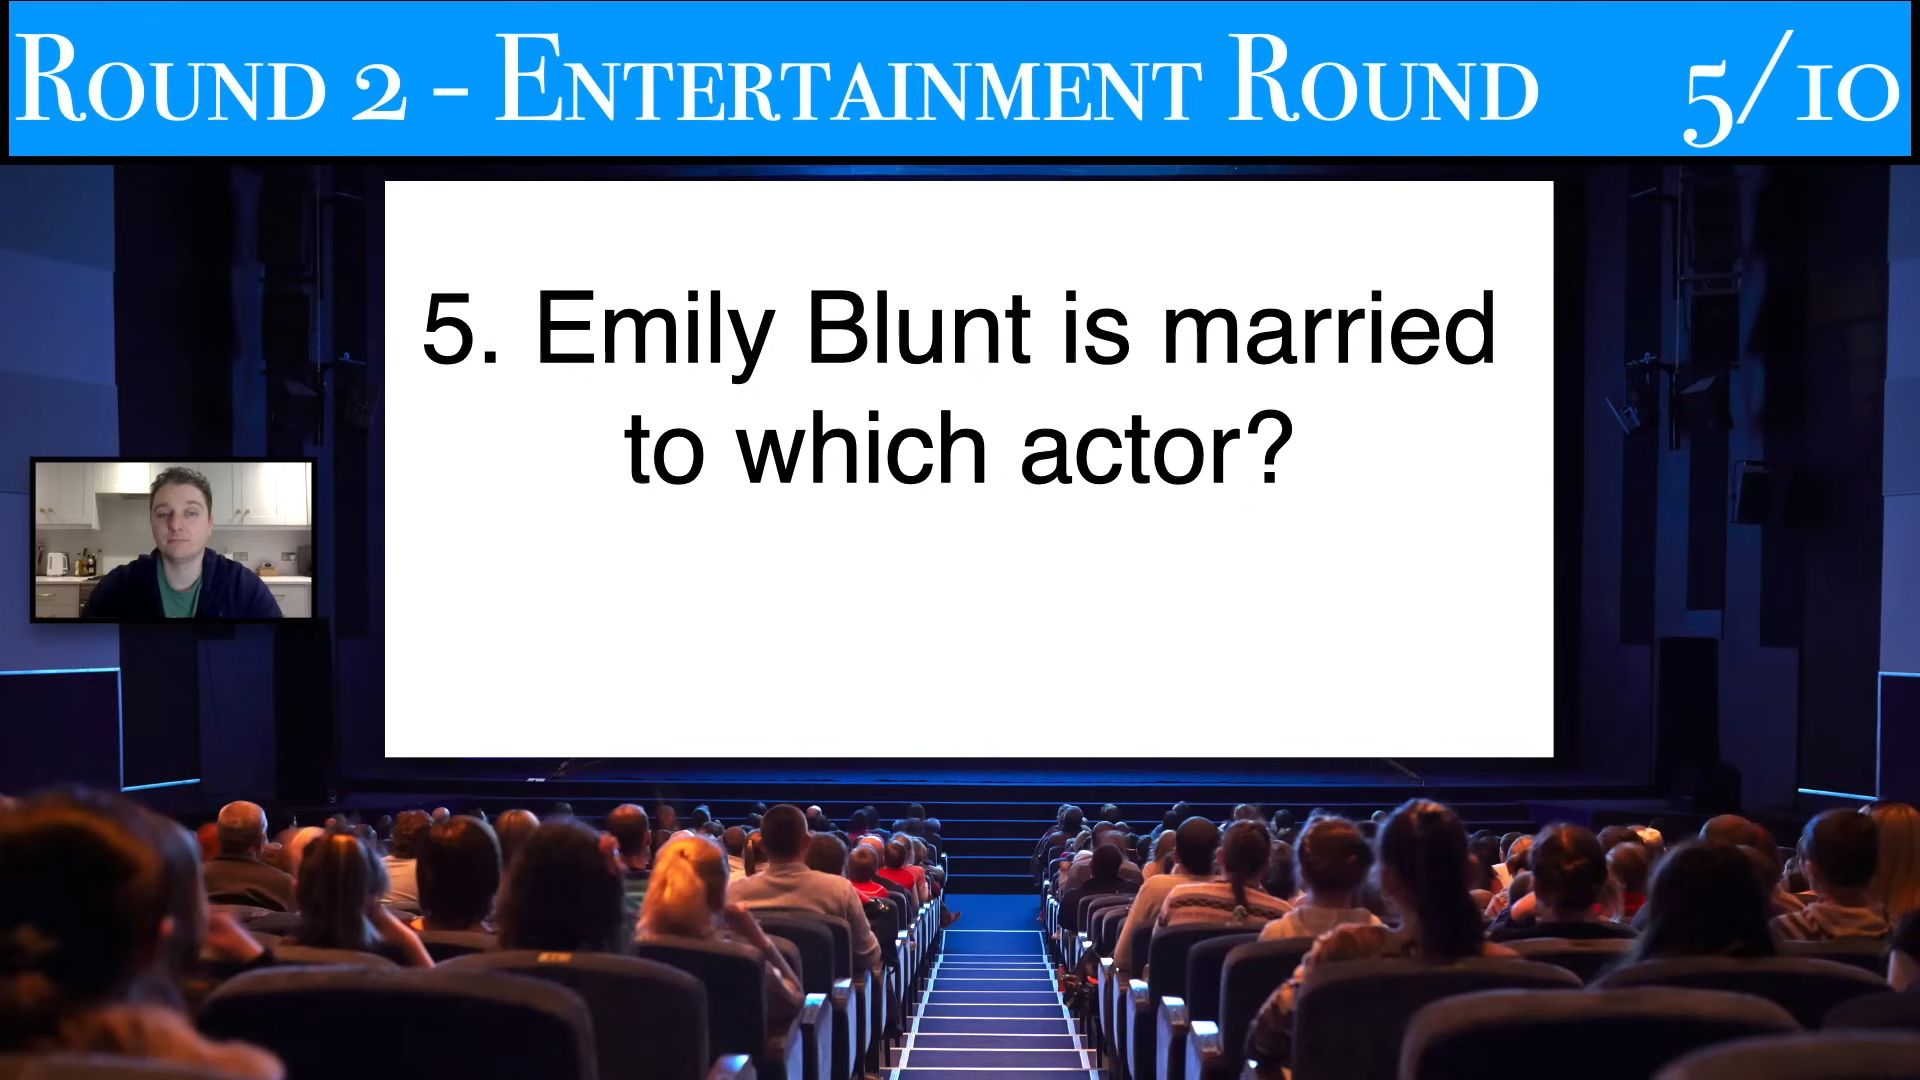 Round 2 - Entertainment Round 5/10
5. Emily Blunt is married
to which actor?